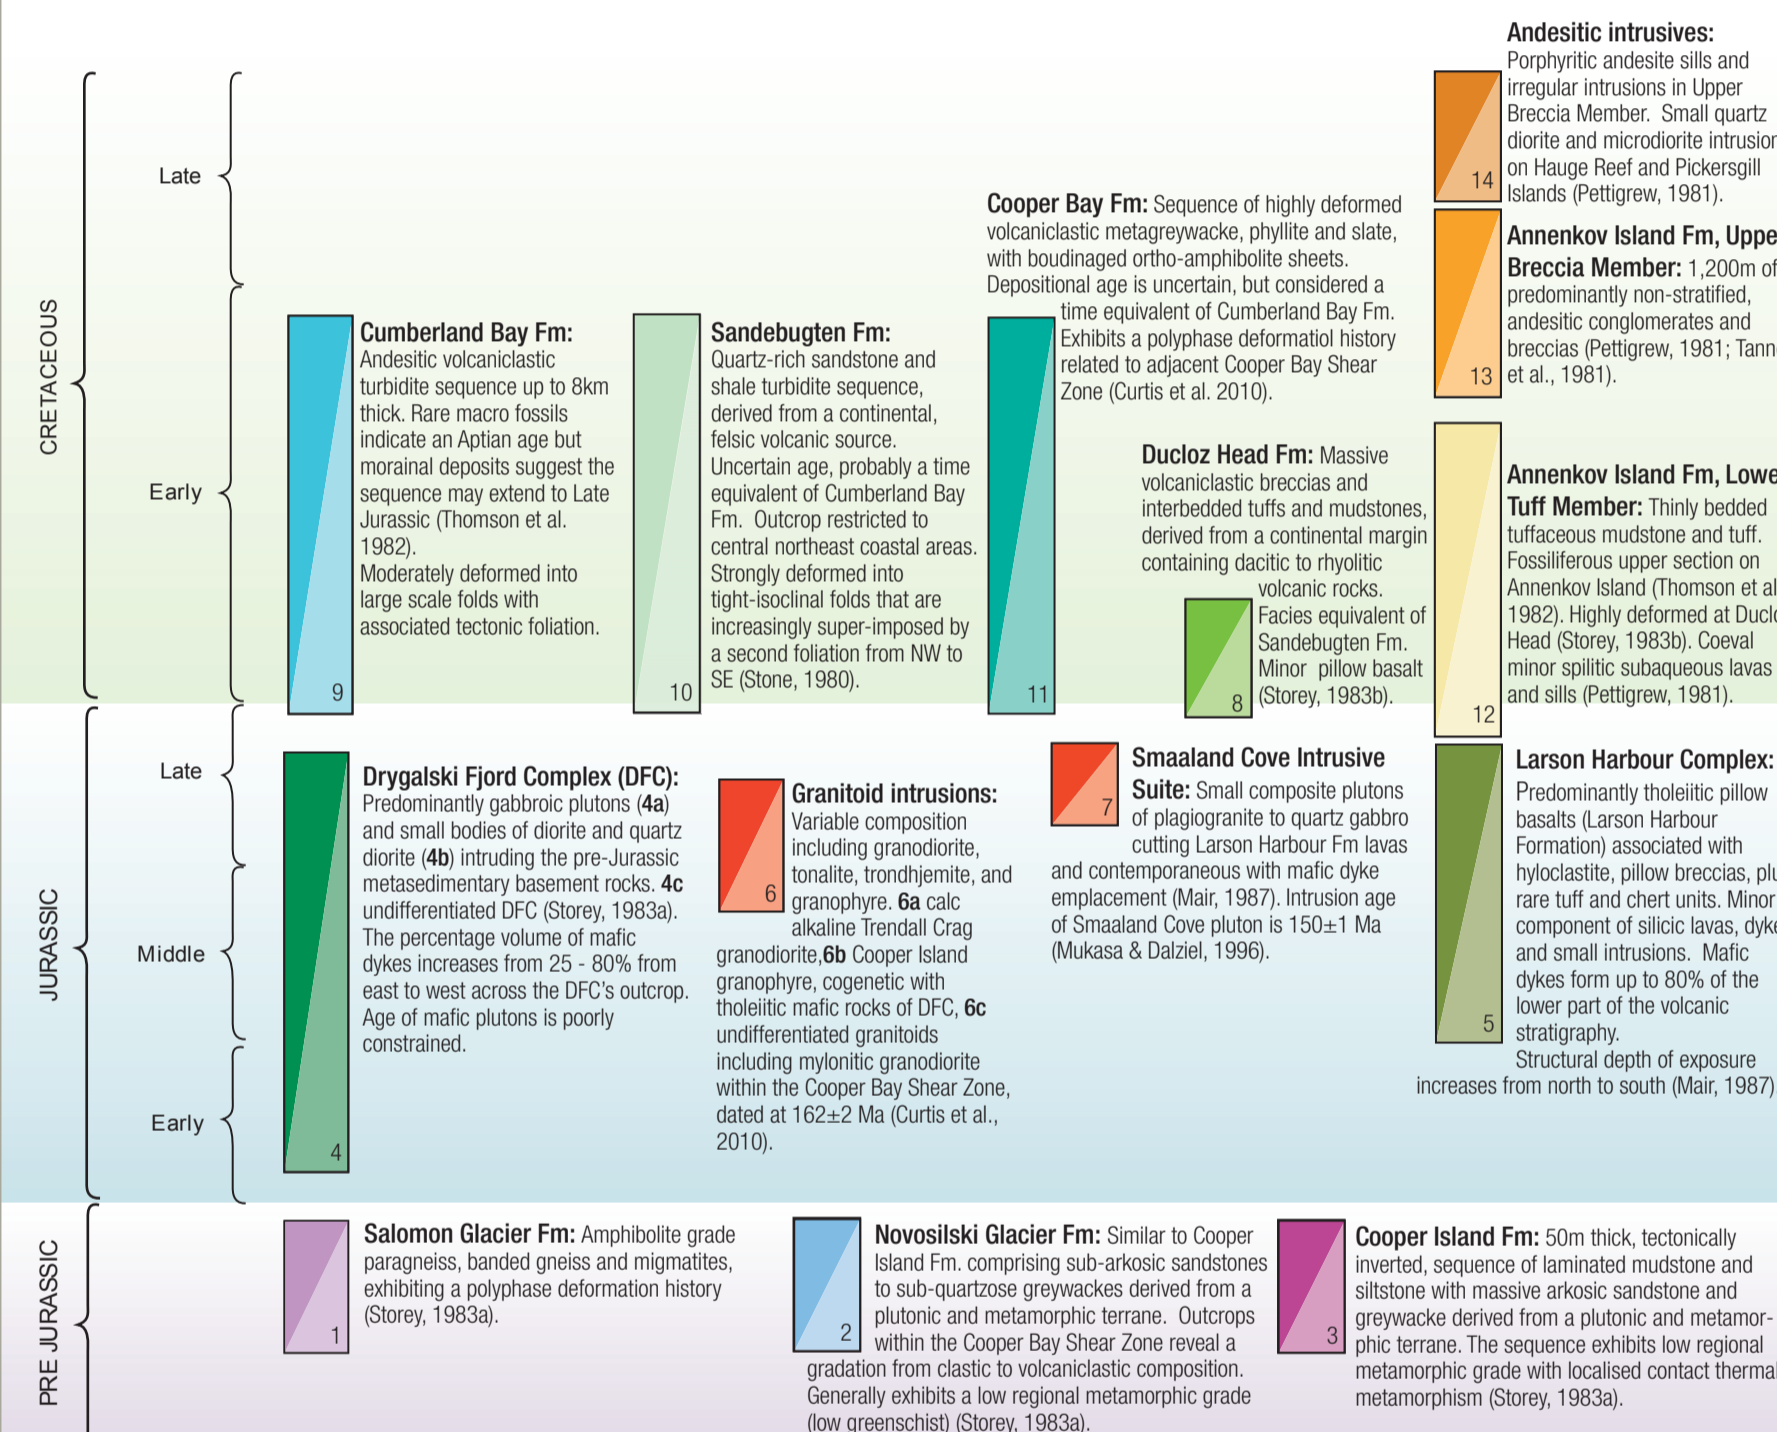 CRETACEOUS
Late
Early
Andesitic intrusives:
Porphyritic andesite sills and
irregular intrusions in Upper
Breccia Member. Small quartz
diorite and microdiorite intrusion
on Hauge Reef and Pickersgill
Islands (Pettigrew, 1981).
14
Annenkov Island Fm, Uppe
Breccia Member: 1,200m of
predominantly non-stratified,
andesitic conglomerates and
breccias (Pettigrew, 1981; Tann
et al., 1981).
13
Cooper Bay Fm: Sequence of highly deformed
volcaniclastic metagreywacke, phyllite and slate,
with boudinaged ortho-amphibolite sheets.
Depositional age is uncertain, but considered a
time equivalent of Cumberland Bay Fm.
Exhibits a polyphase deformatiol history
related to adjacent Cooper Bay Shear
Zone (Curtis et al. 2010).
11
Cumberland Bay Fm:
Andesitic volcaniclastic
turbidite sequence up to 8km
thick. Rare macro fossils
indicate an Aptian age but
morainal deposits suggest the
sequence may extend to Late
Jurassic (Thomson et al.
1982).
Moderately deformed into
large scale folds with
associated tectonic foliation.
9
Sandebugten Fm:
Quartz-rich sandstone and
shale turbidite sequence,
derived from a continental,
felsic volcanic source.
Uncertain age, probably a time
equivalent of Cumberland Bay
Fm. Outcrop restricted to
central northeast coastal areas.
Strongly deformed into
tight-isoclinal folds that are
increasingly super-imposed by
a second foliation from NW to
SE (Stone, 1980).
10
Ducloz Head Fm: Massive
volcaniclastic breccias and
interbedded tuffs and mudstones,
derived from a continental margin
containing dacitic to rhyolitic
volcanic rocks.
Facies equivalent of
Sandebugten Fm.
Minor pillow basalt
(Storey, 1983b).
8
Annenkov Island Fm, Lowe
Tuff Member: Thinly bedded
tuffaceous mudstone and tuff.
Fossiliferous upper section on
Annenkov Island (Thomson et al
1982). Highly deformed at Duclo
Head (Storey, 1983b). Coeval
minor spilitic subaqueous lavas
and sills (Pettigrew, 1981).
12
JURASSIC
Late
Middle
Early
Drygalski Fjord Complex (DFC):
Predominantly gabbroic plutons (4a)
and small bodies of diorite and quartz
diorite (4b) intruding the pre-Jurassic
metasedimentary basement rocks. 4c
undifferentiated DFC (Storey, 1983a).
The percentage volume of mafic
dykes increases from 25 - 80% from
east to west across the DFC's outcrop.
Age of mafic plutons is poorly
constrained.
4
Granitoid intrusions:
Variable composition
including granodiorite,
tonalite, trondhjemite, and
granophyre. 6a calc
alkaline Trendall Crag
granodiorite,6b Cooper Island
granophyre, cogenetic with
tholeiitic mafic rocks of DFC, 6c
undifferentiated granitoids
including mylonitic granodiorite
within the Cooper Bay Shear Zone,
dated at 162±2 Ma (Curtis et al.,
2010).
6
Smaaland Cove Intrusive
Suite: Small composite plutons
of plagiogranite to quartz gabbro
cutting Larson Harbour Fm lavas
and contemporaneous with mafic dyke
emplacement (Mair, 1987). Intrusion age
of Smaaland Cove pluton is 150±1 Ma
(Mukasa & Dalziel, 1996).
7
Larson Harbour Complex:
Predominantly tholeiitic pillow
basalts (Larson Harbour
Formation) associated with
hyloclastite, pillow breccias, plu
rare tuff and chert units. Minor
component of silicic lavas, dyke
and small intrusions. Mafic
dykes form up to 80% of the
lower part of the volcanic
stratigraphy.
Structural depth of exposure
increases from north to south (Mair, 1987)
5
PRE JURASSIC
Salomon Glacier Fm: Amphibolite grade
paragneiss, banded gneiss and migmatites,
exhibiting a polyphase deformation history
(Storey, 1983a).
1
Novosilski Glacier Fm: Similar to Cooper
Island Fm. comprising sub-arkosic sandstones
to sub-quartzose greywackes derived from a
plutonic and metamorphic terrane. Outcrops
within the Cooper Bay Shear Zone reveal a
gradation from clastic to volcaniclastic composition.
Generally exhibits a low regional metamorphic grade
(low greenschist) (Storey, 1983a).
2
Cooper Island Fm: 50m thick, tectonically
inverted, sequence of laminated mudstone and
siltstone with massive arkosic sandstone and
greywacke derived from a plutonic and metamor-
phic terrane. The sequence exhibits low regional
metamorphic grade with localised contact thermal
metamorphism (Storey, 1983a).
3